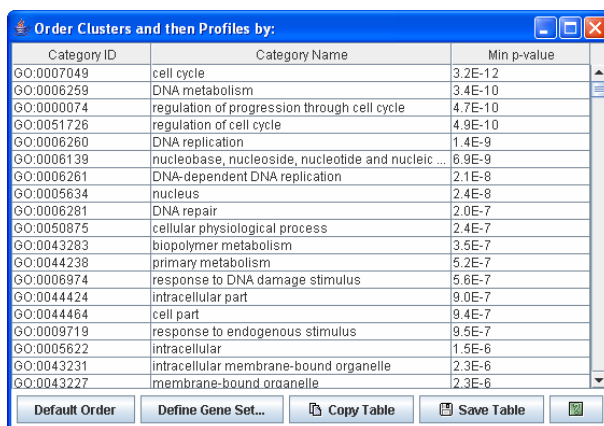 Order Clusters and then Profiles by:
Category ID Category Name Min p-value
GO:0007049 cell cycle 3.2E-12
GO:0006259 DNA metabolism 3.4E-10
GO:0000074 regulation of progression through cell cycle 4.7E-10
GO:0051726 regulation of cell cycle 4.9E-10
GO:0006260 DNA replication 1.4E-9
GO:0006139 nucleobase, nucleoside, nucleotide and nucleic ... 6.9E-9
GO:0006261 DNA-dependent DNA replication 2.1E-8
GO:0005634 nucleus 2.4E-8
GO:0006281 DNA repair 2.0E-7
GO:0050875 cellular physiological process 2.4E-7
GO:0043283 biopolymer metabolism 3.5E-7
GO:0044238 primary metabolism 5.2E-7
GO:0006974 response to DNA damage stimulus 5.6E-7
GO:0044424 intracellular part 9.0E-7
GO:0044464 cell part 9.4E-7
GO:0009719 response to endogenous stimulus 9.5E-7
GO:0005622 intracellular 1.5E-6
GO:0043231 intracellular membrane-bound organelle 2.3E-6
GO:0043227 membrane-bound organelle 2.3E-6
Default Order Define Gene Set... Copy Table Save Table